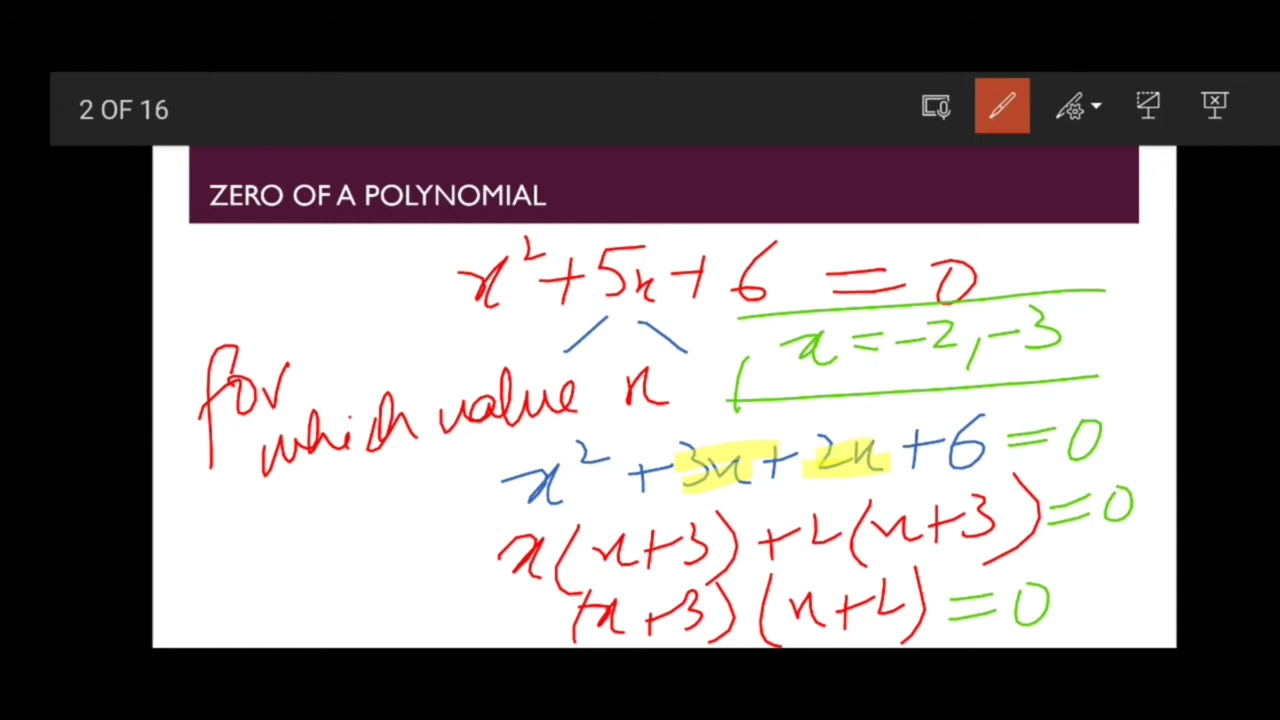 2 OF 16
ZERO OF A POLYNOMIAL
x² + 5x + 6 = 0
x = -2, -3
for which value x
x² + 3x + 2x + 6 = 0
x(x+3) + 2(x+3) = 0
(x+3)(x+2) = 0